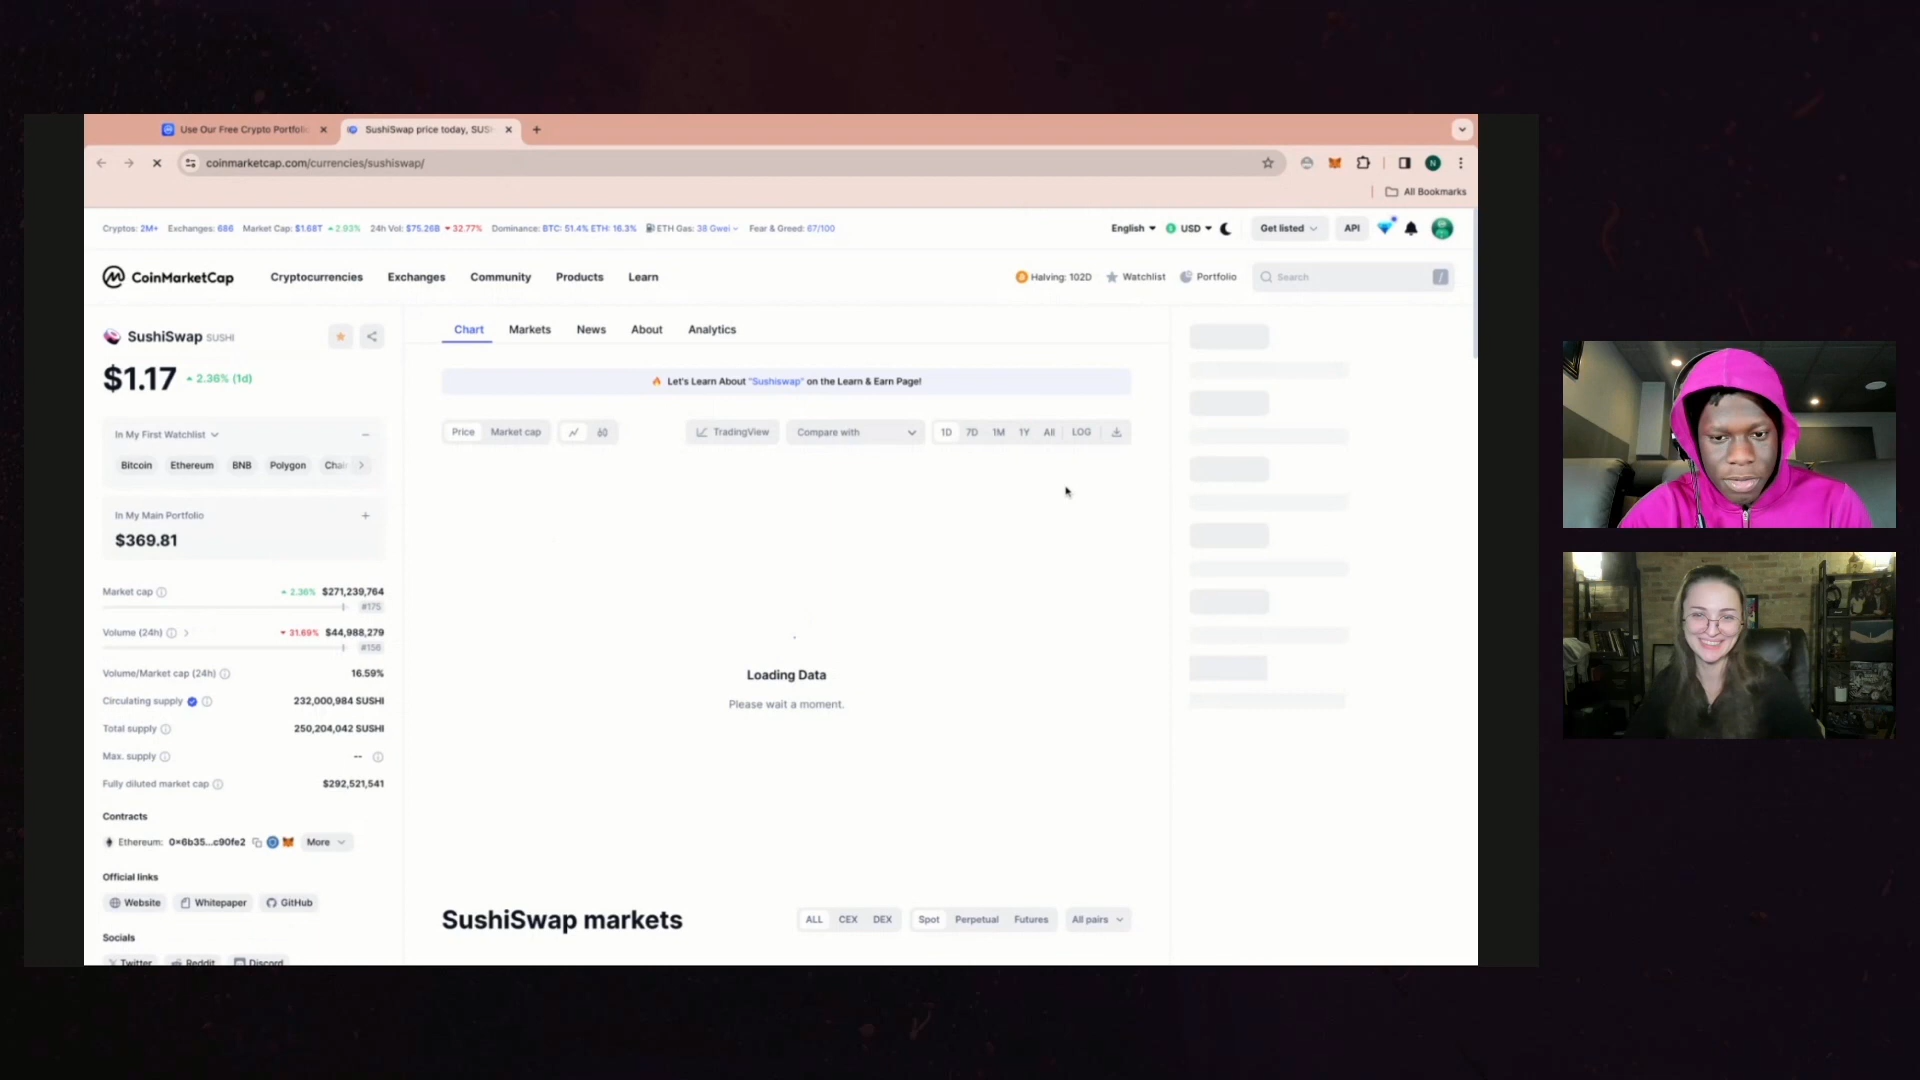 Use Our Free Crypto Portfolio
SushiSwap price today, SUSH
coinmarketcap.com/currencies/sushiswap/
N
All Bookmarks
Cryptos: 2M+ Exchanges: 686 Market Cap: $1.68T 2.93% 24h Vol: $75.26B 32.77% Dominance: BTC: 51.4% ETH: 16.3% ETH Gas: 38 Gwei Fear & Greed: 67/100
English USD Get listed API
CoinMarketCap Cryptocurrencies Exchanges Community Products Learn
Halving: 102D Watchlist Portfolio Search /
SushiSwap SUSHI
$1.17 2.36% (1d)
In My First Watchlist
Bitcoin Ethereum BNB Polygon Chai
In My Main Portfolio +
$369.81
Market cap 2.36% $271,239,764
#175
Volume (24h) 31.69% $44,988,279
#156
Volume/Market cap (24h) 16.59%
Circulating supply 232,000,984 SUSHI
Total supply 250,204,042 SUSHI
Max. supply --
Fully diluted market cap $292,521,541
Contracts
Ethereum: 0x6b35...c90fe2 More
Official links
Website Whitepaper GitHub
Socials
Twitter Reddit Discord
Chart Markets News About Analytics
Let's Learn About "Sushiswap" on the Learn & Earn Page!
Price Market cap TradingView Compare with 1D 7D 1M 1Y All LOG
Loading Data
Please wait a moment.
SushiSwap markets ALL CEX DEX Spot Perpetual Futures All pairs